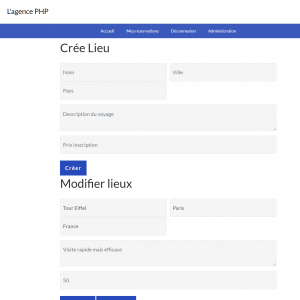 L'agence PHP
Accueil Mes reservations Déconnexion Administration
Crée Lieu
Nom Ville
Pays
Description du voyage
Prix inscription
Créer
Modifier lieux
Tour Eiffel Paris
France
Visite rapide mais efficace
50